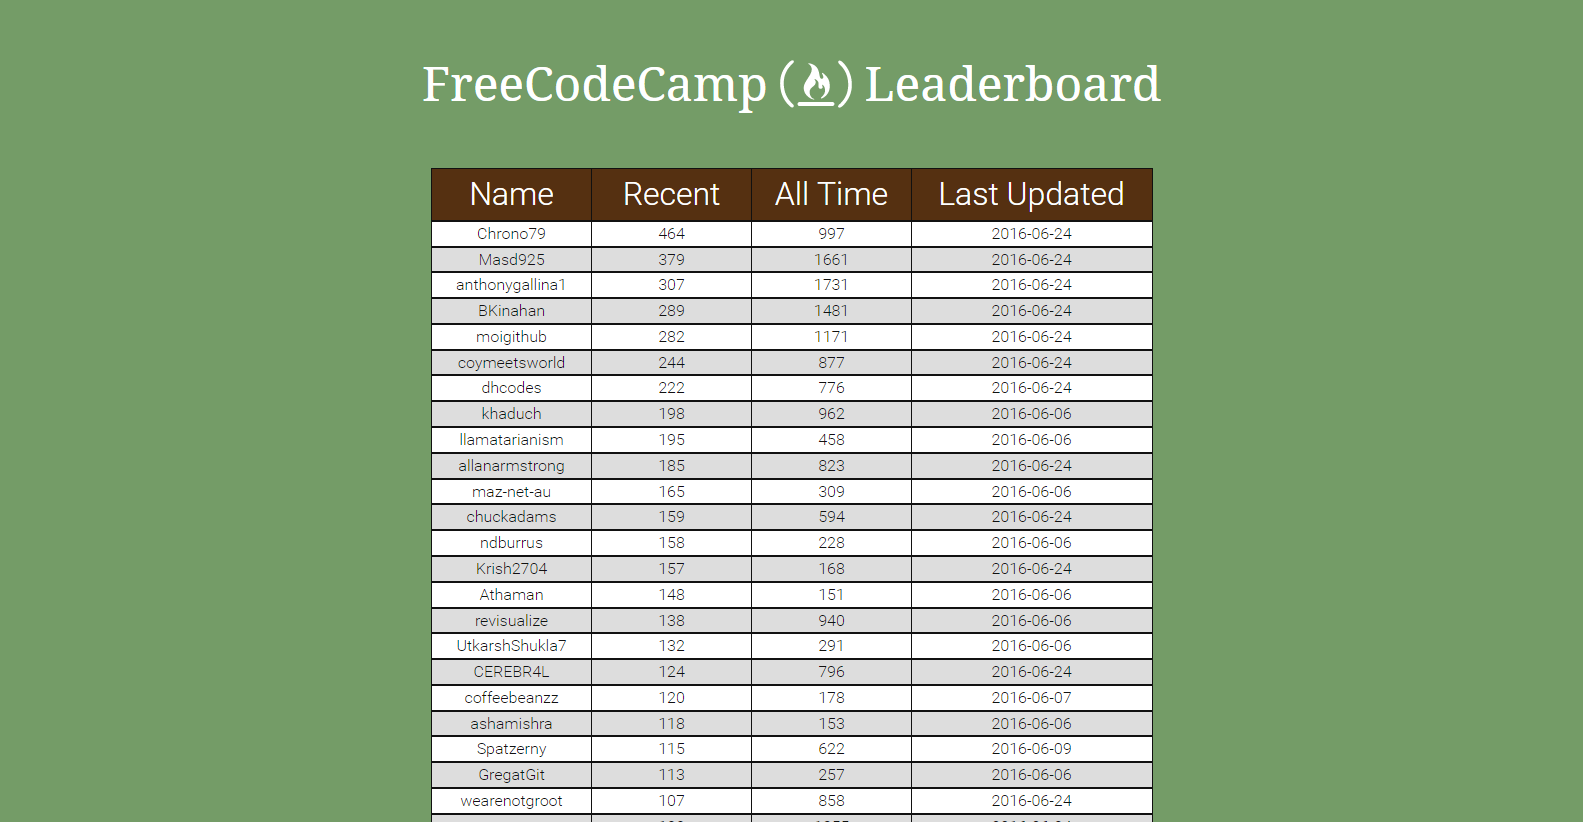 FreeCodeCamp Leaderboard
Name Recent All Time Last Updated
Chrono79 464 997 2016-06-24
Masd925 379 1661 2016-06-24
anthonygallina1 307 1731 2016-06-24
BKinahan 289 1481 2016-06-24
moigithub 282 1171 2016-06-24
coymeetsworld 244 877 2016-06-24
dhcodes 222 776 2016-06-24
khaduch 198 962 2016-06-06
llamatarianism 195 458 2016-06-06
allanarmstrong 185 823 2016-06-24
maz-net-au 165 309 2016-06-06
chuckadams 159 594 2016-06-24
ndburrus 158 228 2016-06-06
Krish2704 157 168 2016-06-24
Athaman 148 151 2016-06-06
revisualize 138 940 2016-06-06
UtkarshShukla7 132 291 2016-06-06
CEREBR4L 124 796 2016-06-24
coffeebeanzz 120 178 2016-06-07
ashamishra 118 153 2016-06-06
Spatzerny 115 622 2016-06-09
GregatGit 113 257 2016-06-06
wearenotgroot 107 858 2016-06-24